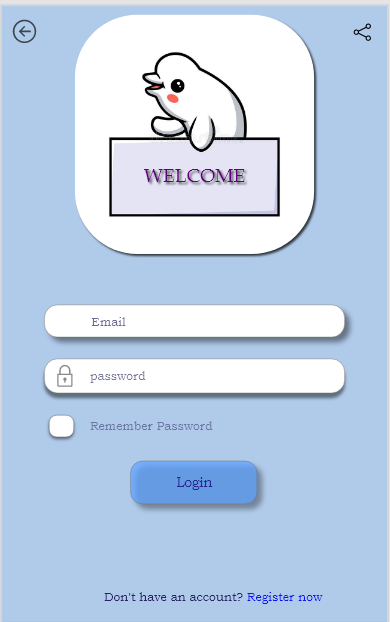 WELCOME
Email
password
Remember Password
Login
Don't have an account? Register now